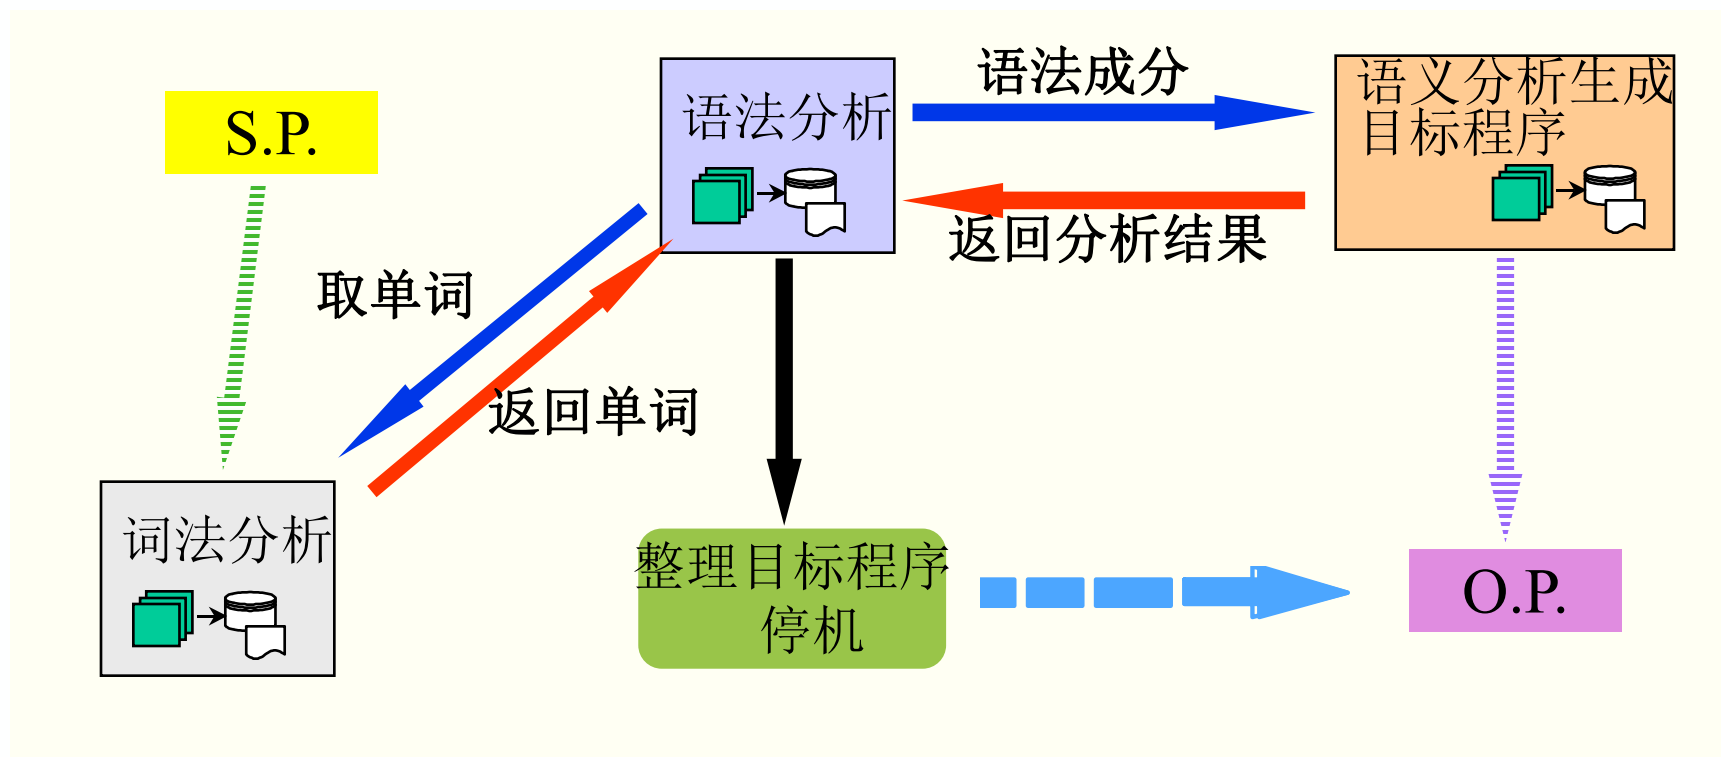 语法成分
语义分析生成
目标程序
S.P.
语法分析
返回分析结果
取单词
返回单词
词法分析
整理目标程序
停机
O.P.